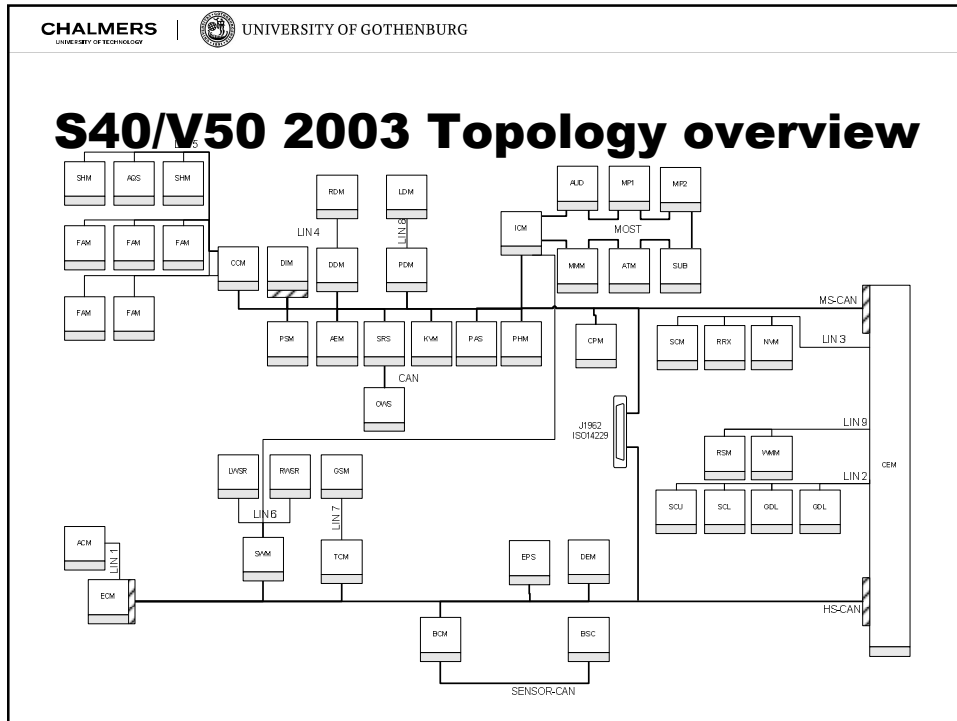 CHALMERS
UNIVERSITY OF TECHNOLOGY
UNIVERSITY OF GOTHENBURG
S40/V50 2003 Topology overview
SHM AQS SHM
RDM LDM
AUD MP1 MP2
LIN 4
LIN 8
ICM
MOST
FAM FAM FAM
CCM DIM DDM PDM
MMM ATM SUB
FAM FAM
MS-CAN
PSM AEM SRS KVM PAS PHM CPM
SCM RRX NVM
LIN 3
CAN
OWS
J1962
ISO14229
LIN 9
RSM WMM
CEM
LIN 2
LWSR RWSR GSM
LIN 6
LIN 7
SCU SCL GDL GDL
ACM
LIN 1
SWM TCM
EPS DEM
ECM
HS-CAN
BCM BSC
SENSOR-CAN